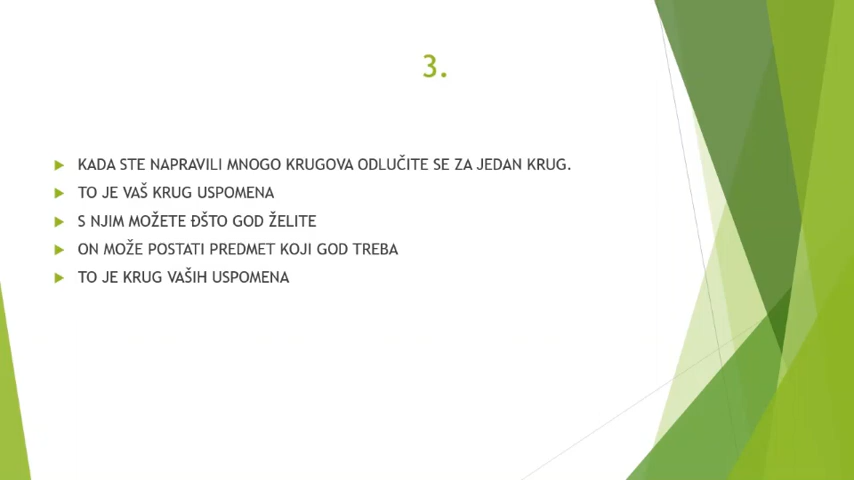 3.
KADA STE NAPRAVILI MNOGO KRUGOVA ODLUČITE SE ZA JEDAN KRUG.
TO JE VAŠ KRUG USPOMENA
S NJIM MOŽETE ĐŠTO GOD ŽELITE
ON MOŽE POSTATI PREDMET KOJI GOD TREBA
TO JE KRUG VAŠIH USPOMENA